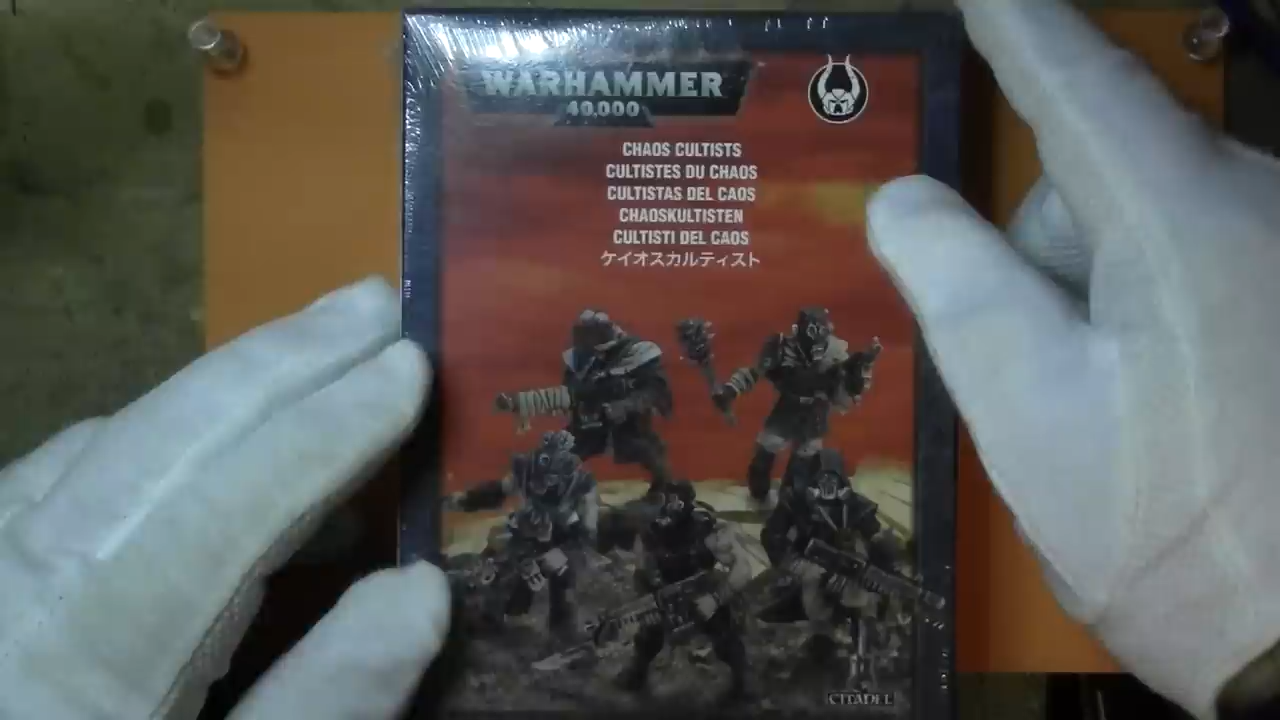 WARHAMMER
40,000
CHAOS CULTISTS
CULTISTES DU CHAOS
CULTISTAS DEL CAOS
CHAOSKULTISTEN
CULTISTI DEL CAOS
ケイオスカルティスト
CITADEL